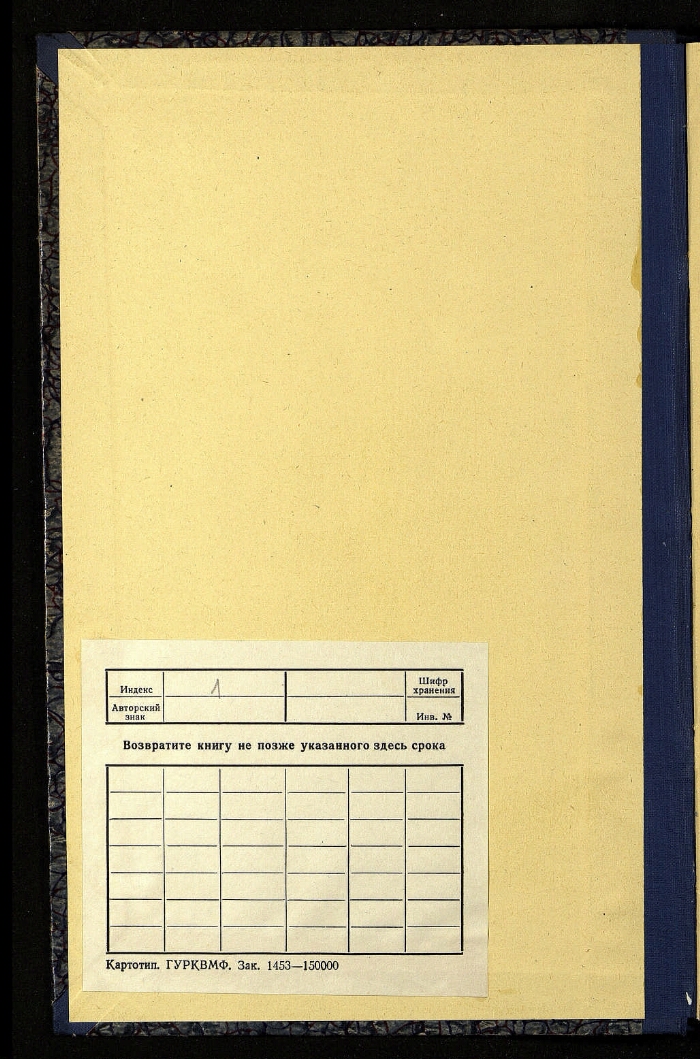 Индекс 1 Шифр хранения
Авторский знак Инв. №
Возвратите книгу не позже указанного здесь срока
Картотип. ГУРКВМФ. Зак. 1453—150000